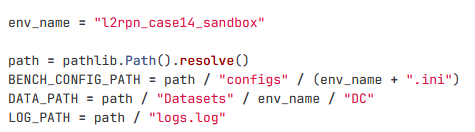 env_name = "l2rpn_case14_sandbox"
path = pathlib.Path().resolve()
BENCH_CONFIG_PATH = path / "configs" / (env_name + ".ini")
DATA_PATH = path / "Datasets" / env_name / "DC"
LOG_PATH = path / "logs.log"